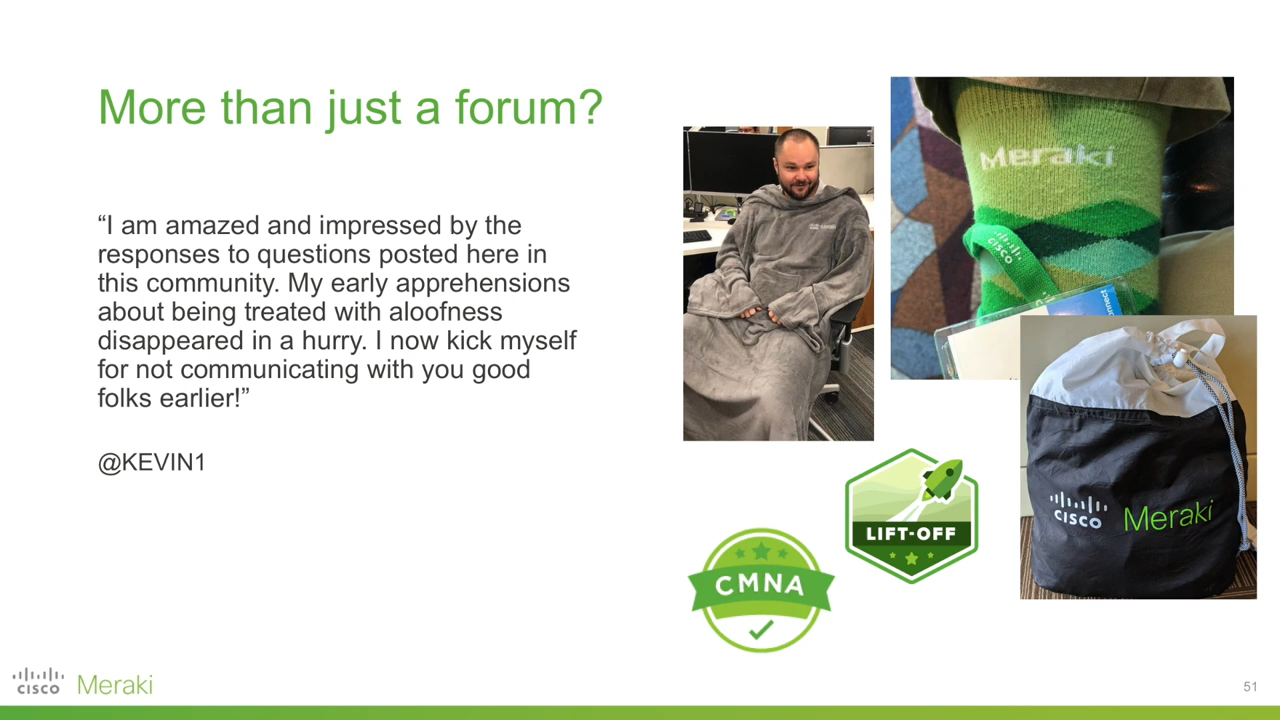 More than just a forum?
“I am amazed and impressed by the
responses to questions posted here in
this community. My early apprehensions
about being treated with aloofness
disappeared in a hurry. I now kick myself
for not communicating with you good
folks earlier!”
@KEVIN1
Meraki
CISCO
CISCO
Meraki
LIFT-OFF
CMNA
CISCO Meraki
51